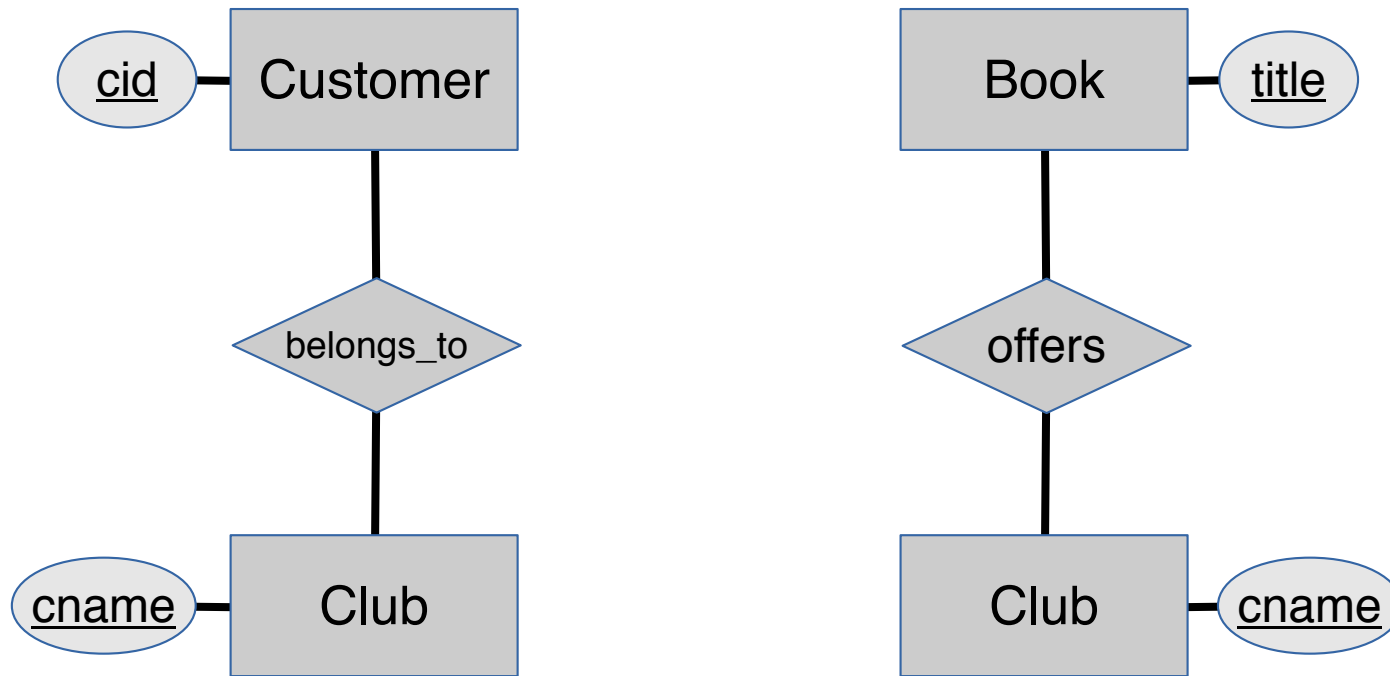 cid
Customer
Book
title
belongs_to
offers
cname
Club
Club
cname